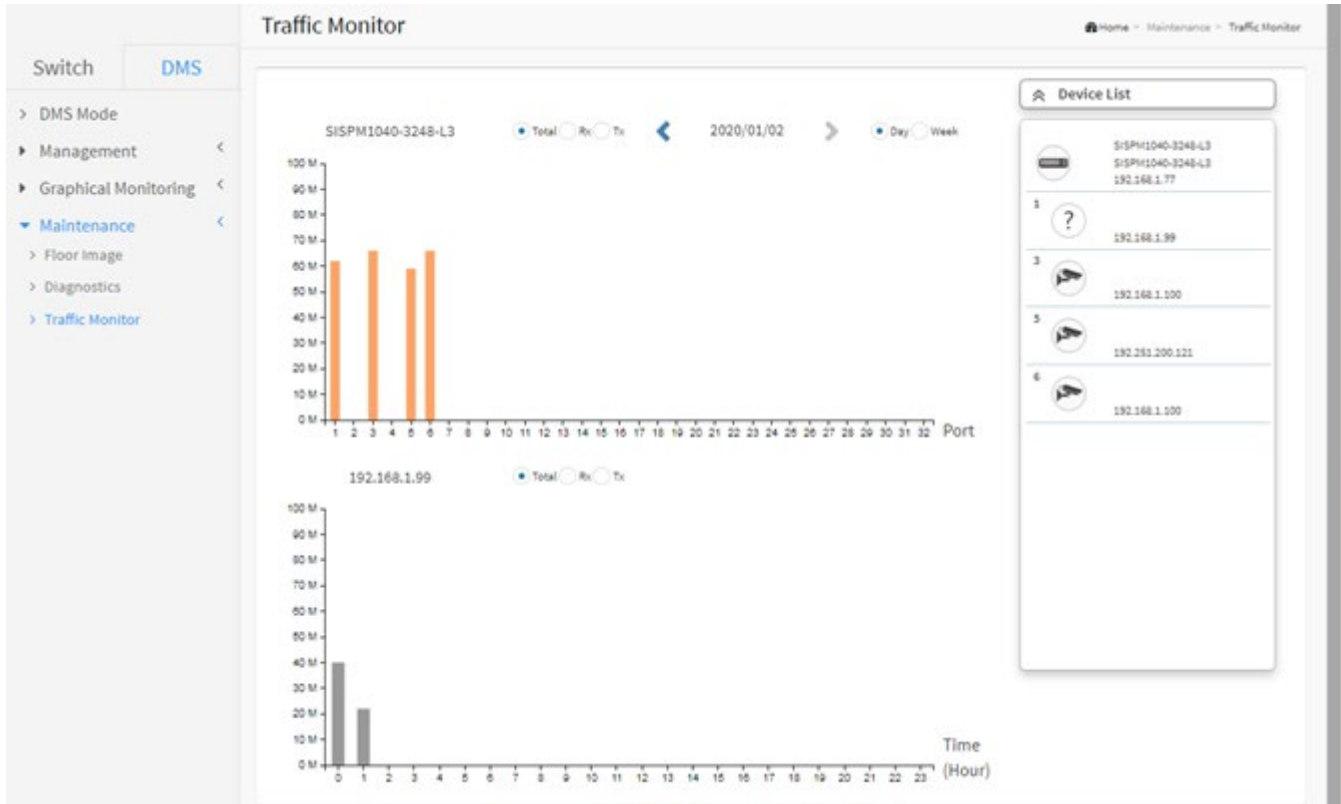 Traffic Monitor
Home > Maintenance > Traffic Monitor
Switch DMS
> DMS Mode
Management
Graphical Monitoring
Maintenance
> Floor Image
> Diagnostics
> Traffic Monitor
SISPM1040-3248-L3 Total Rx Tx 2020/01/02 Day Week
100 M
90 M
80 M
70 M
60 M
50 M
40 M
30 M
20 M
10 M
0 M
1 2 3 4 5 6 7 8 9 10 11 12 13 14 15 16 17 18 19 20 21 22 23 24 25 26 27 28 29 30 31 32 Port
192.168.1.99 Total Rx Tx
100 M
90 M
80 M
70 M
60 M
50 M
40 M
30 M
20 M
10 M
0 M
0 1 2 3 4 5 6 7 8 9 10 11 12 13 14 15 16 17 18 19 20 21 22 23
Time
(Hour)
Device List
SISPM1040-3248-L3
SISPM1040-3248-L3
192.168.1.77
1
?
192.168.1.99
3
192.168.1.100
5
192.251.200.121
6
192.168.1.100